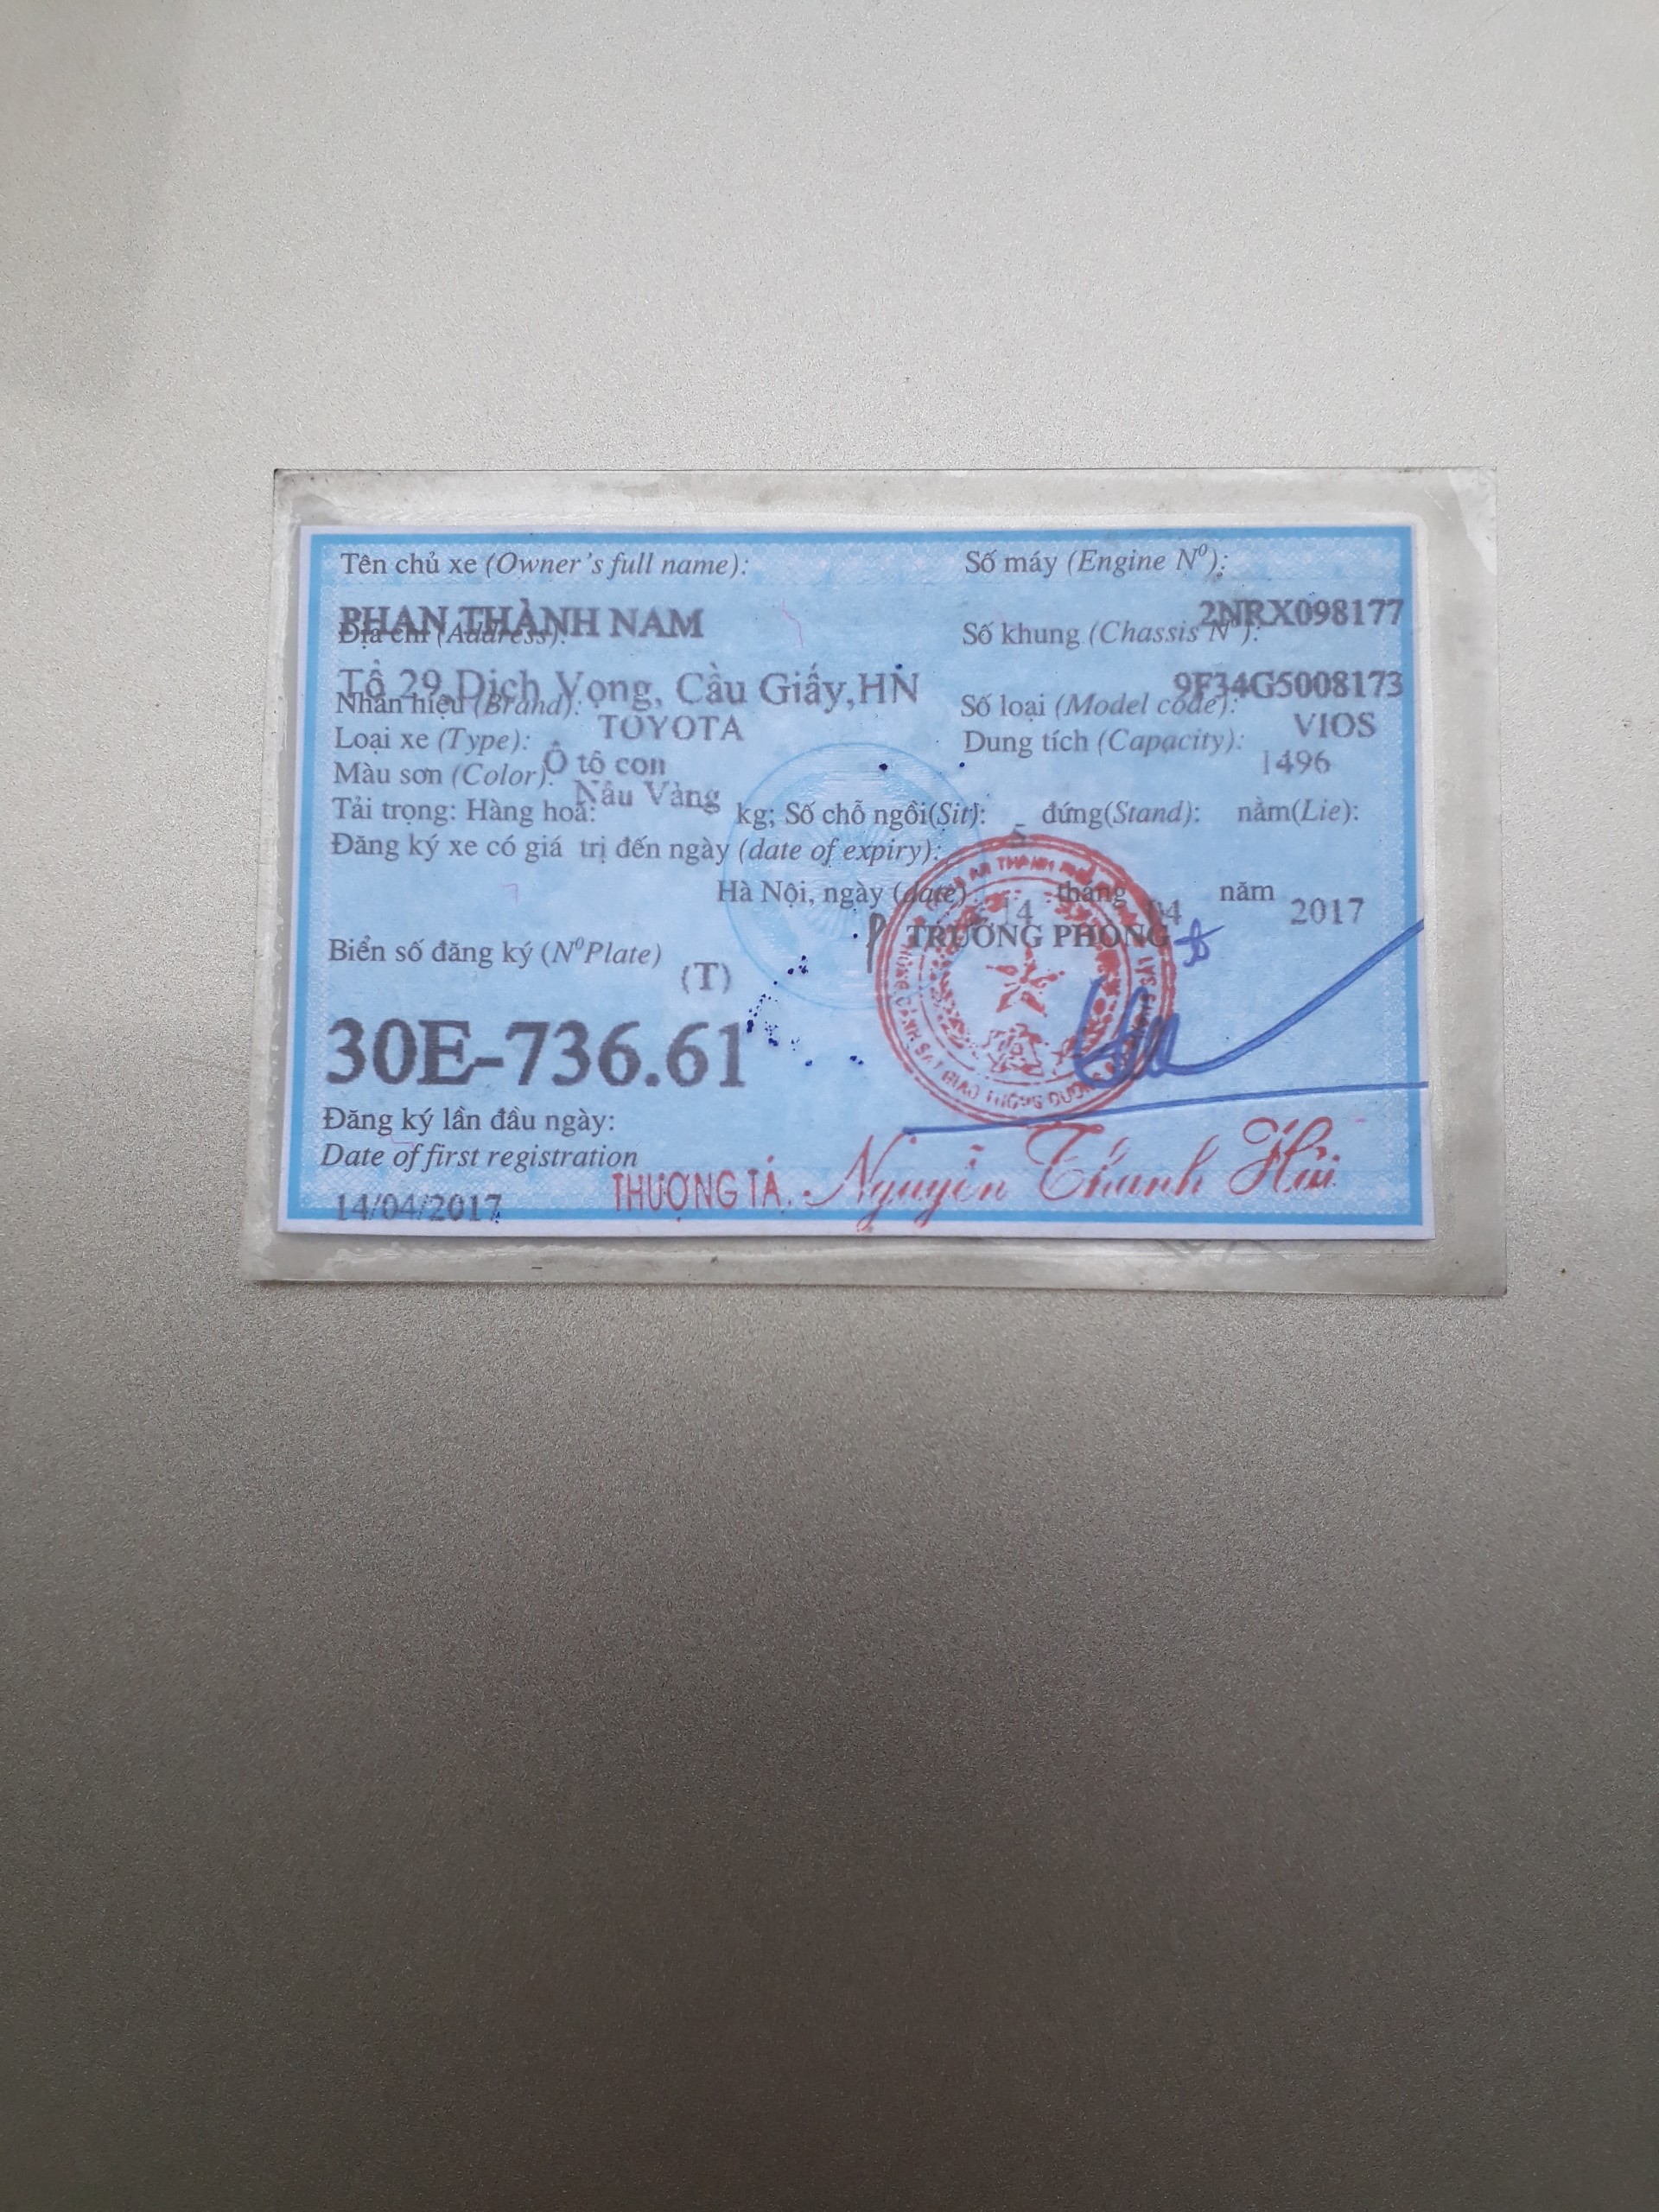 Tên chủ xe (Owner's full name):
PHAN THÀNH NAM
Số máy (Engine Nº):
2NRX098177
Địa chỉ (Address):
Tổ 29 Dịch Vọng, Cầu Giấy,HN
Số khung (Chassis Nº):
9F34G5008173
Nhãn hiệu (Brand): TOYOTA
Số loại (Model code): VIOS
Loại xe (Type): Ô tô con
Dung tích (Capacity): 1496
Màu sơn (Color): Nâu Vàng
Tải trọng: Hàng hoá: kg; Số chỗ ngồi(Sit): 5 đứng(Stand): nằm(Lie):
Đăng ký xe có giá trị đến ngày (date of expiry):
Hà Nội, ngày (date) 14 tháng 04 năm 2017
TRƯỞNG PHÒNG
Biển số đăng ký (NºPlate)
(T)
30E-736.61
Đăng ký lần đầu ngày:
Date of first registration
14/04/2017
THƯỢNG TÁ. Nguyễn Thanh